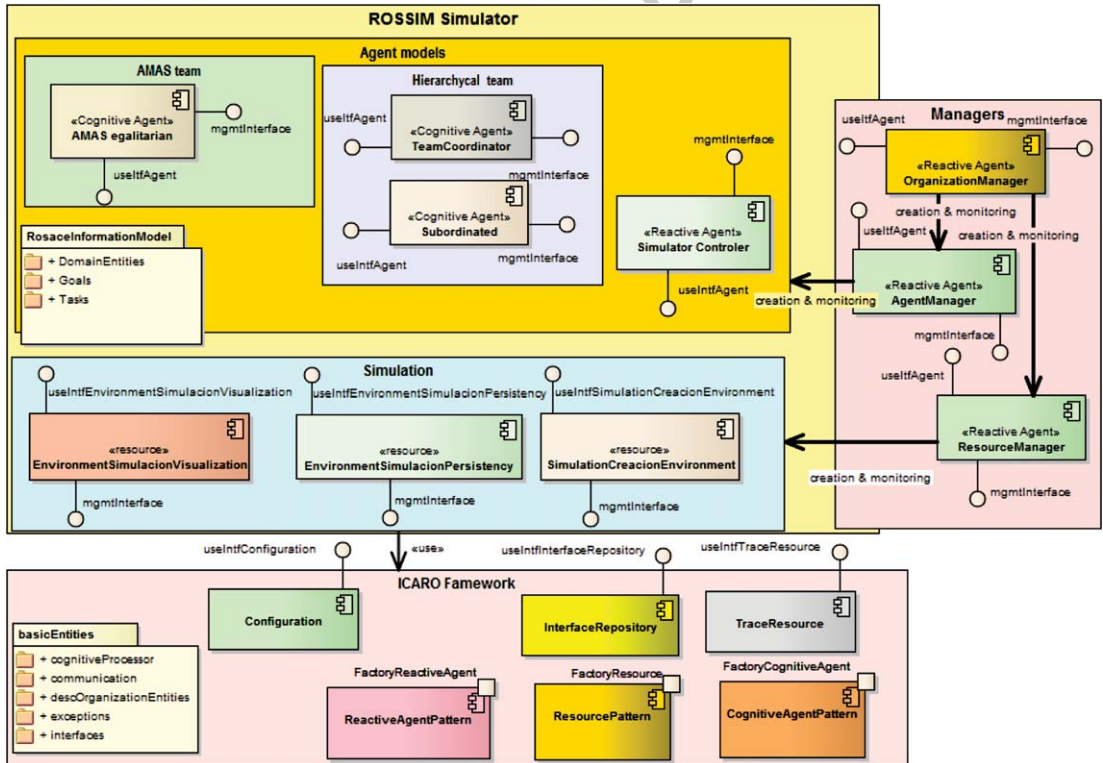 ROSSIM Simulator
Agent models
AMAS team
«Cognitive Agent»
AMAS egalitarian
mgmtInterface
useItfAgent
Hierarchycal team
useItfAgent
«Cognitive Agent»
TeamCoordinator
mgmtInterface
«Cognitive Agent»
Subordinated
useIntfAgent
mgmtInterface
mgmtInterface
«Reactive Agent»
Simulator Controler
useIntfAgent
RosaceInformationModel
+ DomainEntities
+ Goals
+ Tasks
Managers
useItfAgent
mgmtInterface
«Reactive Agent»
OrganizationManager
creation & monitoring
useItfAgent
creation & monitoring
«Reactive Agent»
AgentManager
creation & monitoring
mgmtInterface
useItfAgent
«Reactive Agent»
ResourceManager
creation & monitoring
mgmtInterface
Simulation
useIntfEnvironmentSimulacionVisualization
useIntfEnvironmentSimulacionPersistency
useIntfSimulationCreacionEnvironment
«resource»
EnvironmentSimulacionVisualization
«resource»
EnvironmentSimulacionPersistency
«resource»
SimulationCreacionEnvironment
mgmtInterface
mgmtInterface
mgmtInterface
«use»
useIntfConfiguration
useIntfInterfaceRepository
useIntfTraceResource
ICARO Famework
Configuration
InterfaceRepository
TraceResource
basicEntities
+ cognitiveProcessor
+ communication
+ descOrganizationEntities
+ exceptions
+ interfaces
FactoryReactiveAgent
ReactiveAgentPattern
FactoryResource
ResourcePattern
FactoryCognitiveAgent
CognitiveAgentPattern